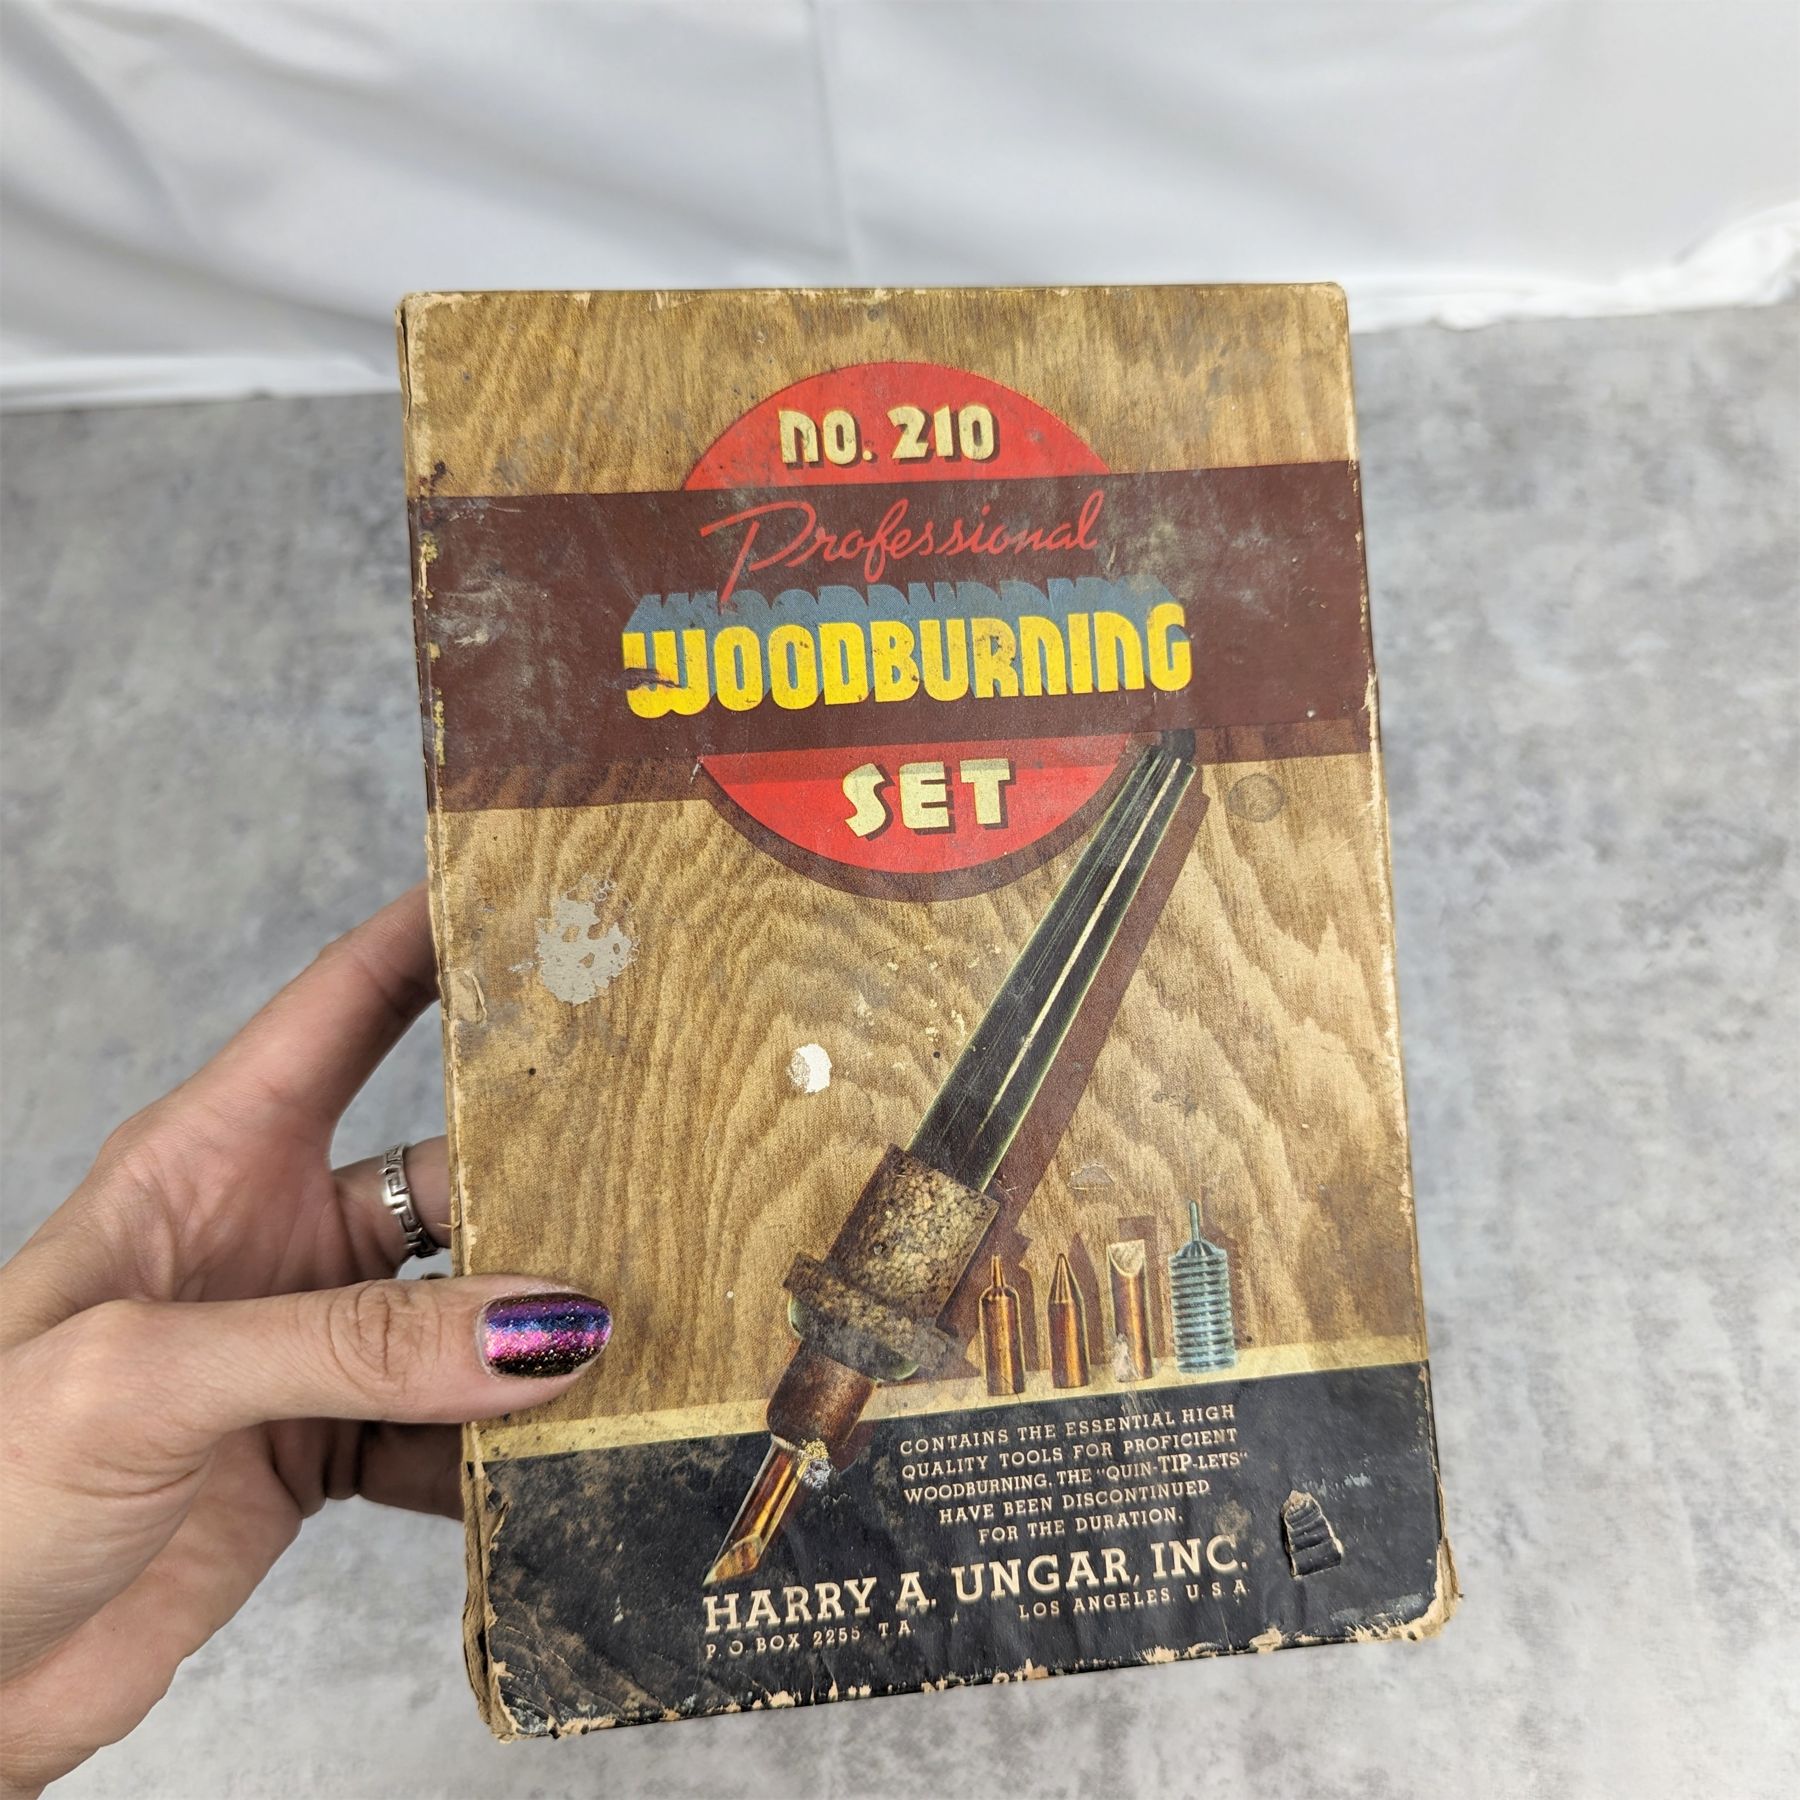 NO. 210
Professional
WOODBURNING
SET
CONTAINS THE ESSENTIAL HIGH
QUALITY TOOLS FOR PROFICIENT
WOODBURNING. THE "QUIN-TIP-LETS"
HAVE BEEN DISCONTINUED
FOR THE DURATION.
HARRY A. UNGAR, INC.
P. O. BOX 2255 T. A. LOS ANGELES, U. S. A.